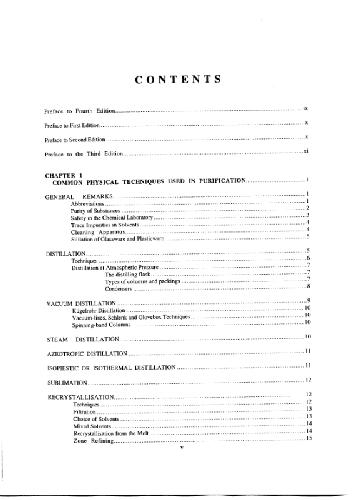 CONTENTS
Preface to Fourth Edition ix
Preface to First Edition x
Preface to Second Edition x
Preface to the Third Edition xi
CHAPTER 1
COMMON PHYSICAL TECHNIQUES USED IN PURIFICATION 1
GENERAL REMARKS 1
Abbreviations 1
Purity of Substances 2
Safety in the Chemical Laboratory 3
Trace Impurities in Solvents 3
Cleaning Apparatus 4
Silylation of Glassware and Plasticware 5
DISTILLATION 5
Techniques 6
Distillation at Atmospheric Pressure 7
The distilling flask 7
Types of columns and packings 7
Condensers 8
VACUUM DISTILLATION 9
Kugelrohr Distillation 10
Vacuum-lines, Schlenk and Glovebox Techniques 10
Spinning-band Columns 10
STEAM DISTILLATION 10
AZEOTROPIC DISTILLATION 11
ISOPIESTIC OR ISOTHERMAL DISTILLATION 11
SUBLIMATION 12
RECRYSTALLISATION 12
Techniques 12
Filtration 13
Choice of Solvents 13
Mixed Solvents 14
Recrystallisation from the Melt 14
Zone Refining 15
v